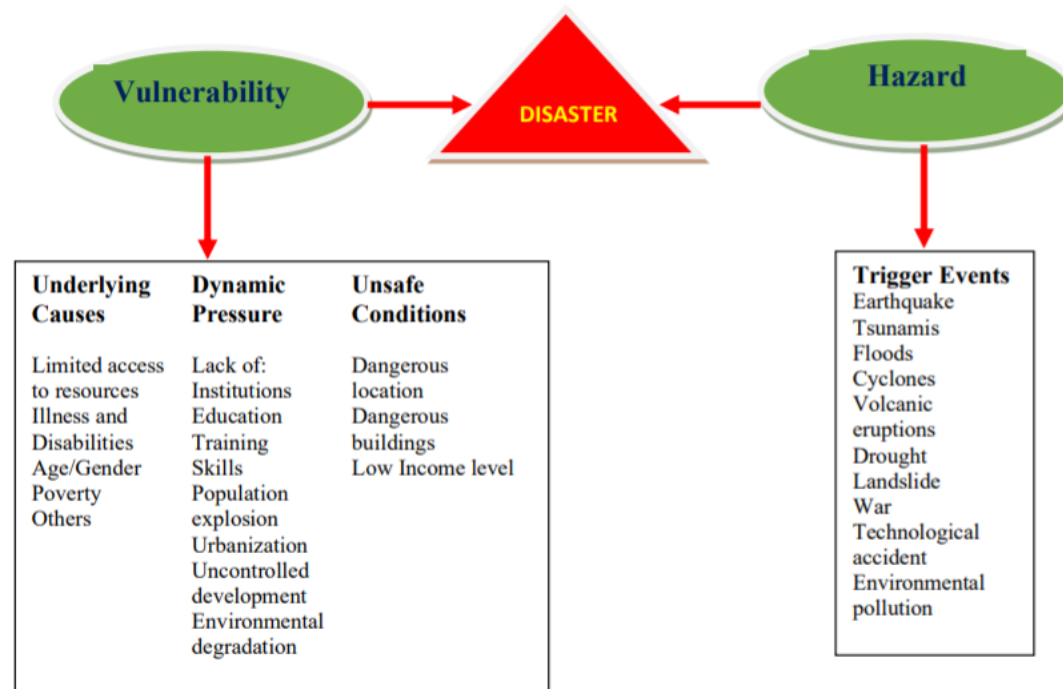 Vulnerability
DISASTER
Hazard
Underlying
Causes
Limited access
to resources
Illness and
Disabilities
Age/Gender
Poverty
Others
Dynamic
Pressure
Lack of:
Institutions
Education
Training
Skills
Population
explosion
Urbanization
Uncontrolled
development
Environmental
degradation
Unsafe
Conditions
Dangerous
location
Dangerous
buildings
Low Income level
Trigger Events
Earthquake
Tsunamis
Floods
Cyclones
Volcanic
eruptions
Drought
Landslide
War
Technological
accident
Environmental
pollution